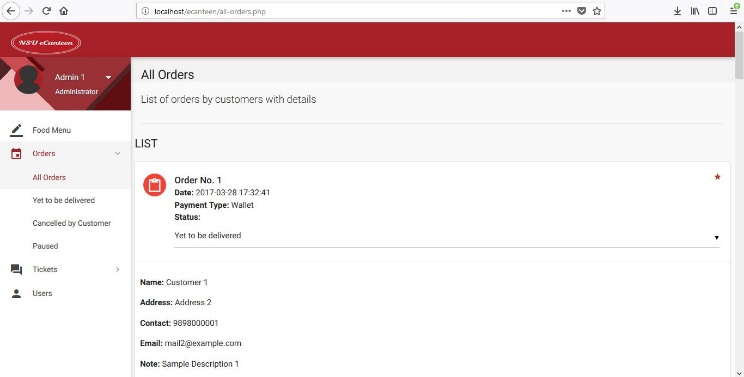 localhost/ecanteen/all-orders.php
NSU eCanteen
Admin 1
Administrator
Food Menu
Orders
All Orders
Yet to be delivered
Cancelled by Customer
Paused
Tickets
Users
All Orders
List of orders by customers with details
LIST
Order No. 1
Date: 2017-03-28 17:32:41
Payment Type: Wallet
Status:
Yet to be delivered
Name: Customer 1
Address: Address 2
Contact: 9898000001
Email: mail2@example.com
Note: Sample Description 1